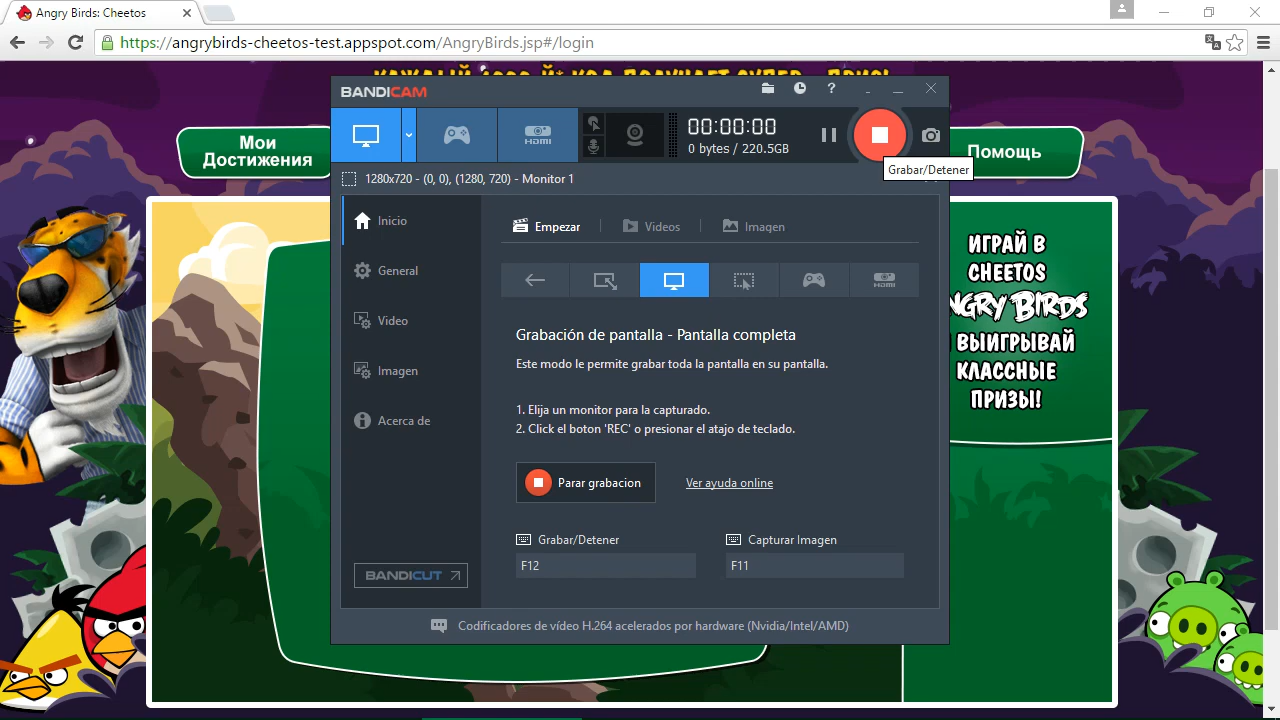 Angry Birds: Cheetos
https://angrybirds-cheetos-test.appspot.com/AngryBirds.jsp#/login
BANDICAM
?
HDMI
00:00:00
0 bytes / 220.5GB
Мои
Достижения
Помощь
Grabar/Detener
1280x720 - (0, 0), (1280, 720) - Monitor 1
Inicio
General
Video
Imagen
Acerca de
BANDICUT
Empezar
Videos
Imagen
HDMI
Grabación de pantalla - Pantalla completa
Este modo le permite grabar toda la pantalla en su pantalla.
1. Elija un monitor para la capturado.
2. Click el boton 'REC' o presionar el atajo de teclado.
Parar grabacion
Ver ayuda online
Grabar/Detener
Capturar Imagen
F12
F11
Codificadores de vídeo H.264 acelerados por hardware (Nvidia/Intel/AMD)
ИГРАЙ В
CHEETOS
NGRY BIRDS
ВЫИГРЫВАЙ
КЛАССНЫЕ
ПРИЗЫ!